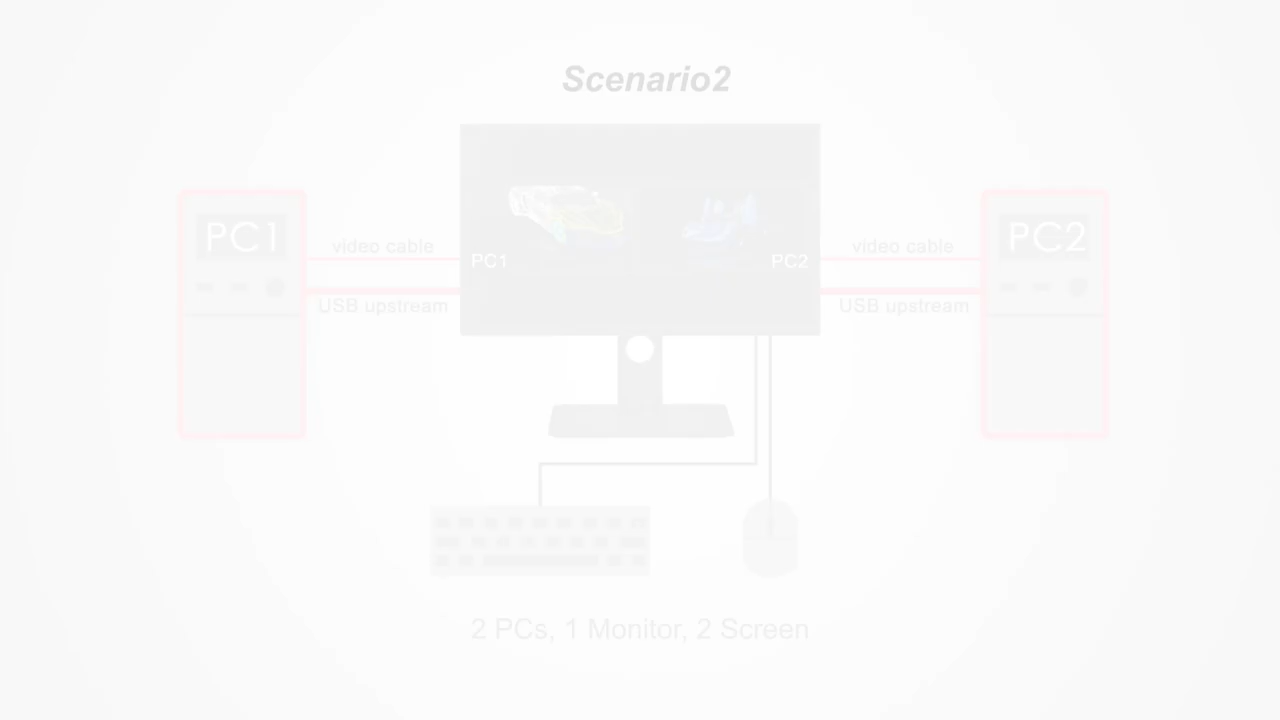 Scenario2
PC1
video cable
USB upstream
PC1
PC2
video cable
USB upstream
PC2
2 PCs, 1 Monitor, 2 Screen